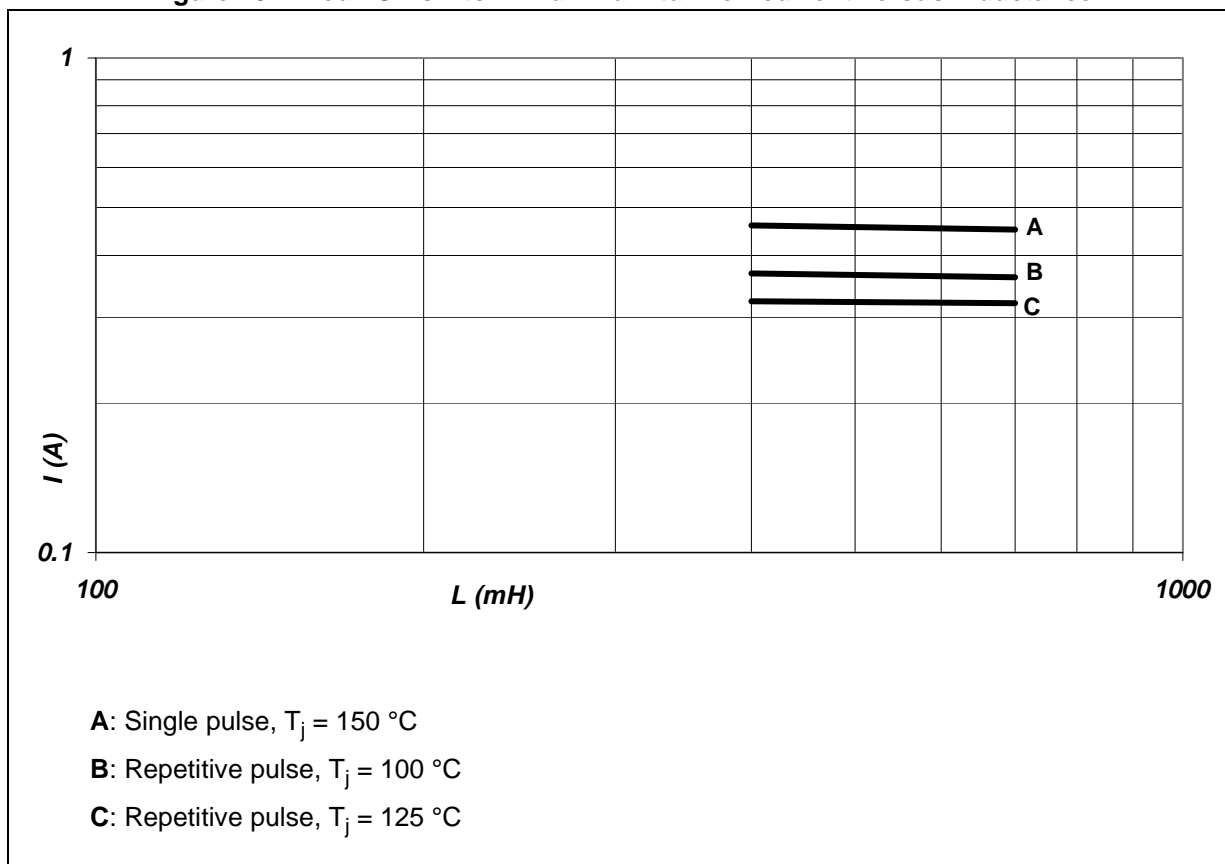 1
A
B
C
I (A)
0.1
100
L (mH)
1000
A: Single pulse, Tj = 150 °C
B: Repetitive pulse, Tj = 100 °C
C: Repetitive pulse, Tj = 125 °C